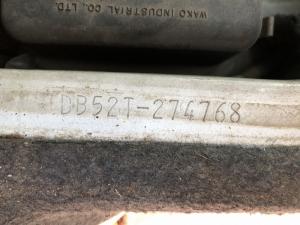 WAKO INDUSTRIAL CO., LTD.
DB52T-274768